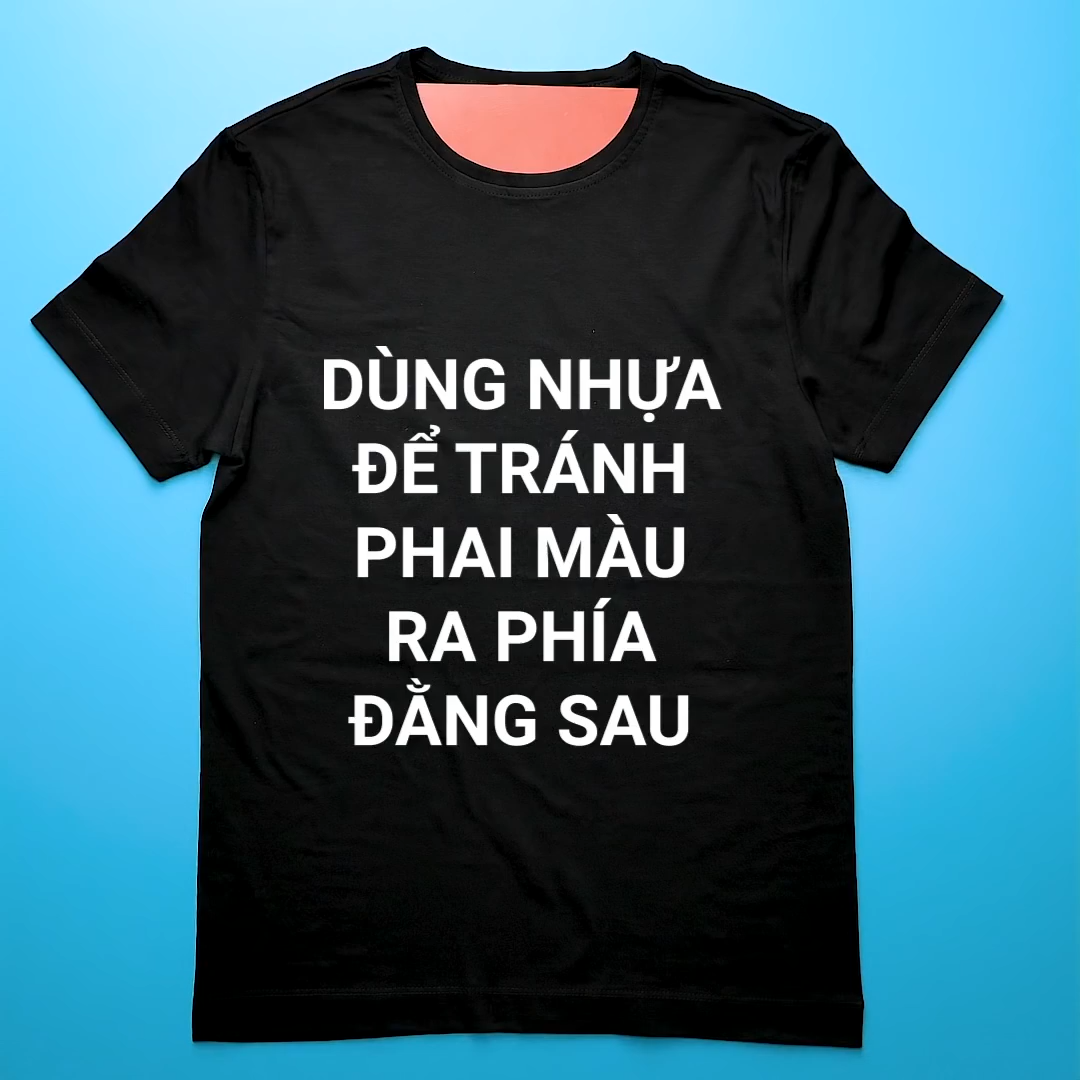 DÙNG NHỰA
ĐỂ TRÁNH
PHAI MÀU
RA PHÍA
ĐẰNG SAU